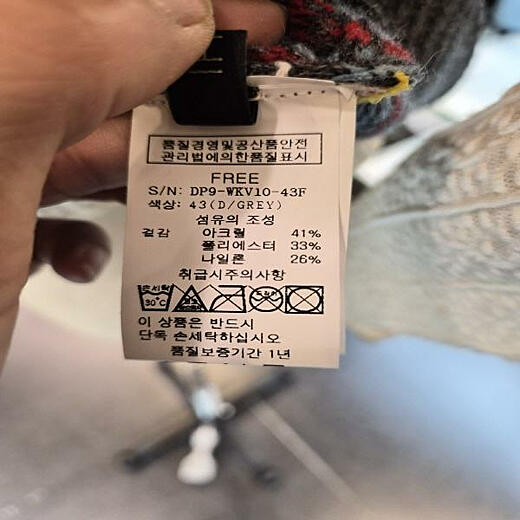 품질경영및공산품안전
관리법에의한품질표시
FREE
S/N: DP9-WKV10-43F
색상: 43(D/GREY)
섬유의 조성
겉감 아크릴 41%
폴리에스터 33%
나일론 26%
취급시주의사항
손세탁
30°C
이 상품은 반드시
단독 손세탁하십시오
품질보증기간 1년